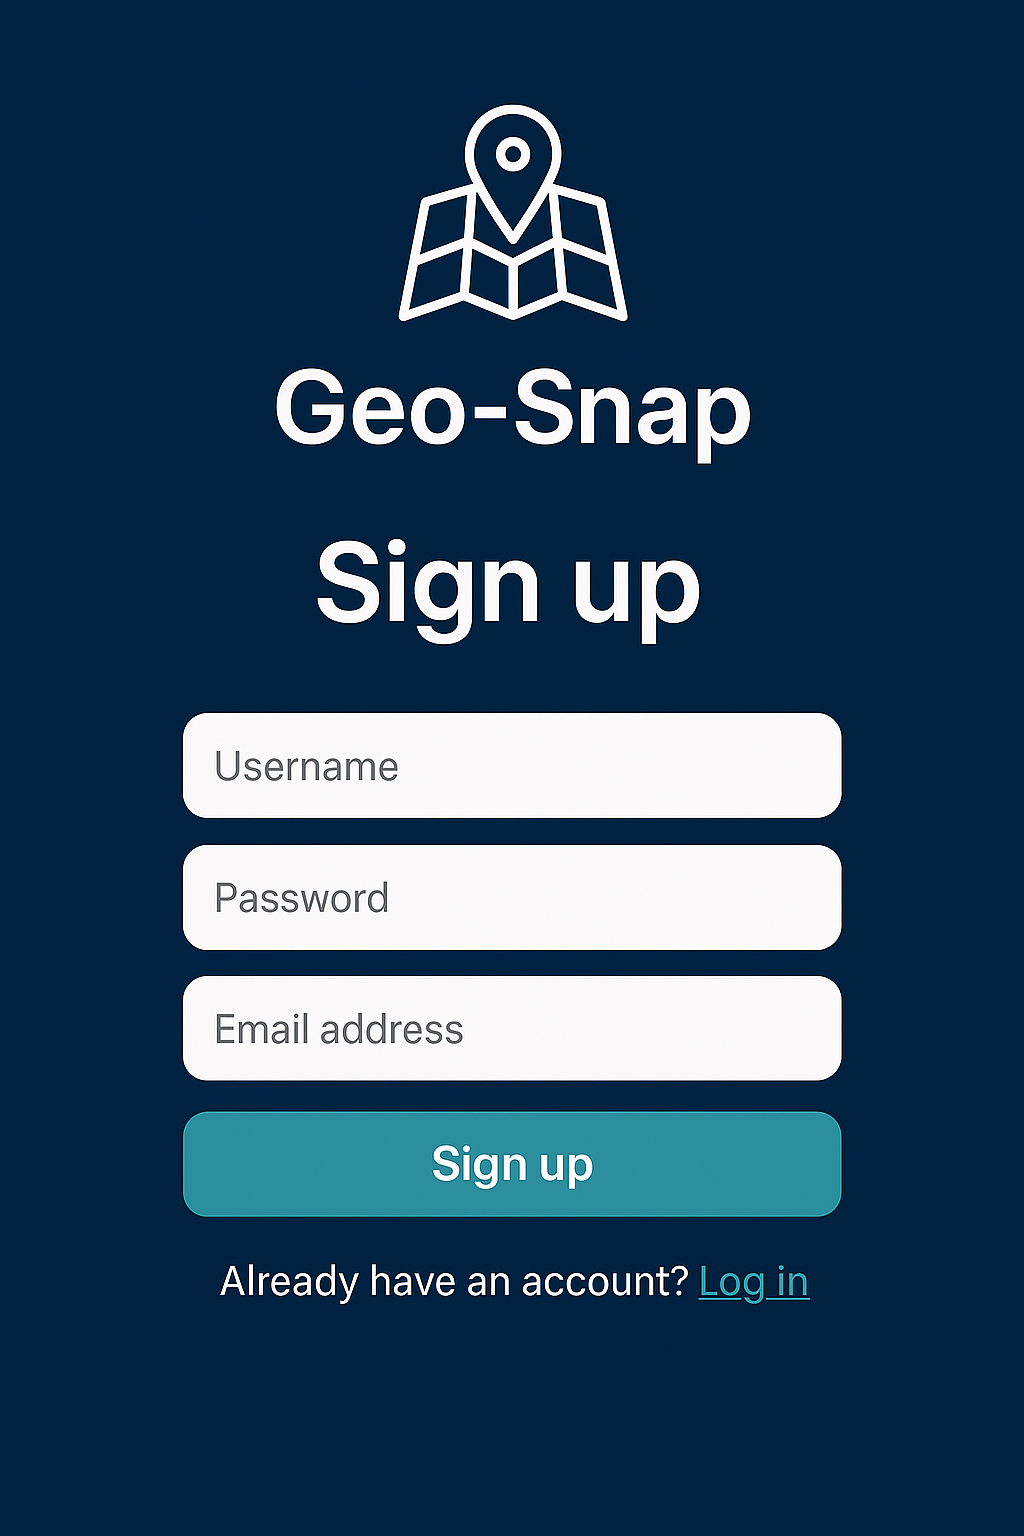 Geo-Snap
Sign up
Username
Password
Email address
Sign up
Already have an account? Log in